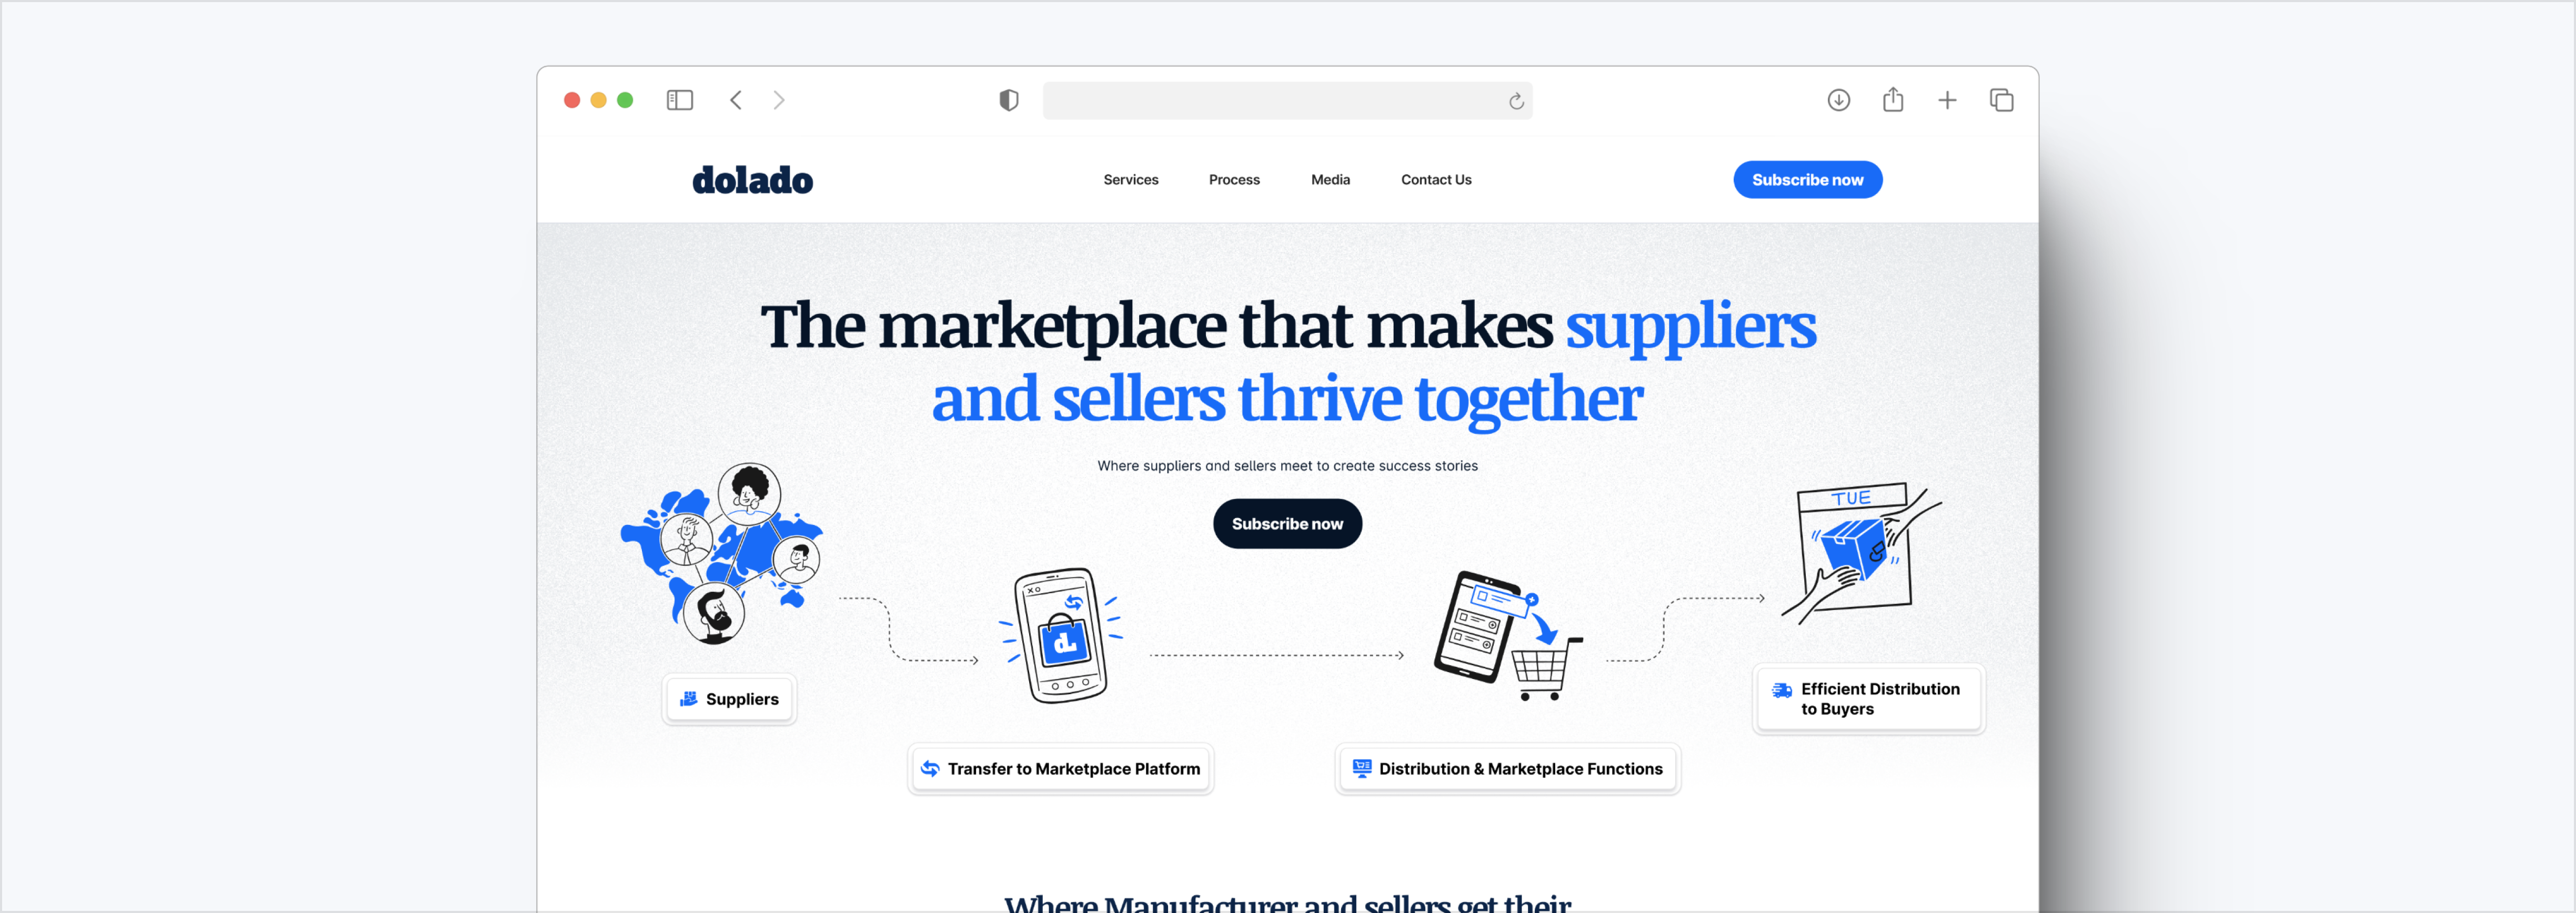 dolado
Services
Process
Media
Contact Us
Subscribe now
The marketplace that makes suppliers
and sellers thrive together
Where suppliers and sellers meet to create success stories
Subscribe now
TUE
XO
d
Suppliers
Transfer to Marketplace Platform
Distribution & Marketplace Functions
Efficient Distribution
to Buyers
Where Manufacturer and sellers get their